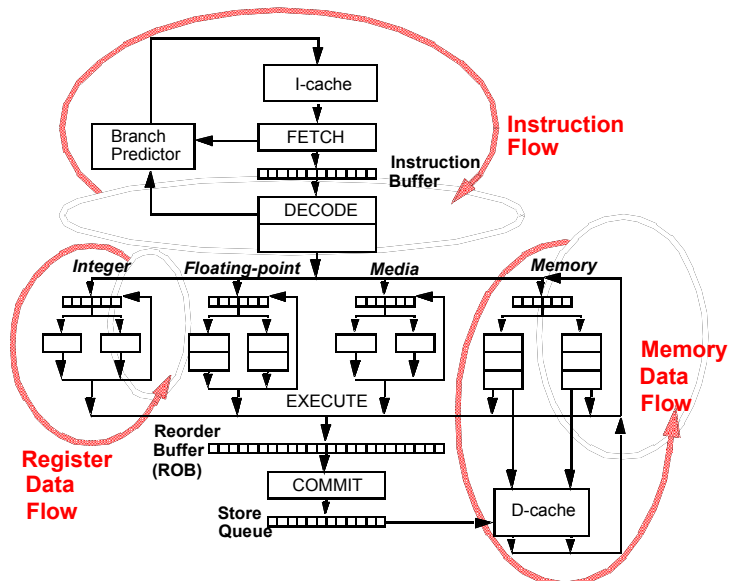 I-cache
Branch
Predictor
FETCH
Instruction
Flow
Instruction
Buffer
DECODE
Integer
Floating-point
Media
Memory
Memory
Data
Flow
EXECUTE
Reorder
Buffer
(ROB)
Register
Data
Flow
COMMIT
Store
Queue
D-cache